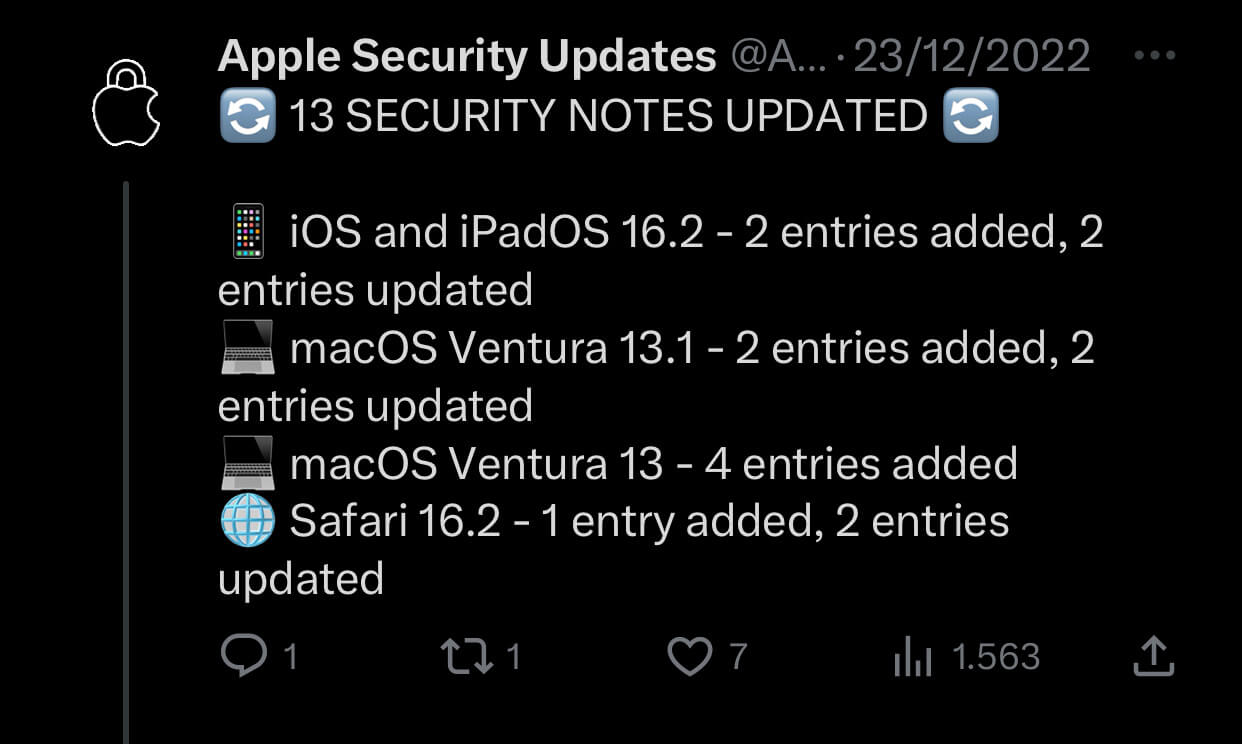 Apple Security Updates @A... · 23/12/2022
🔄 13 SECURITY NOTES UPDATED 🔄
📱 iOS and iPadOS 16.2 - 2 entries added, 2
entries updated
💻 macOS Ventura 13.1 - 2 entries added, 2
entries updated
💻 macOS Ventura 13 - 4 entries added
🌐 Safari 16.2 - 1 entry added, 2 entries
updated
1 1 7 1.563